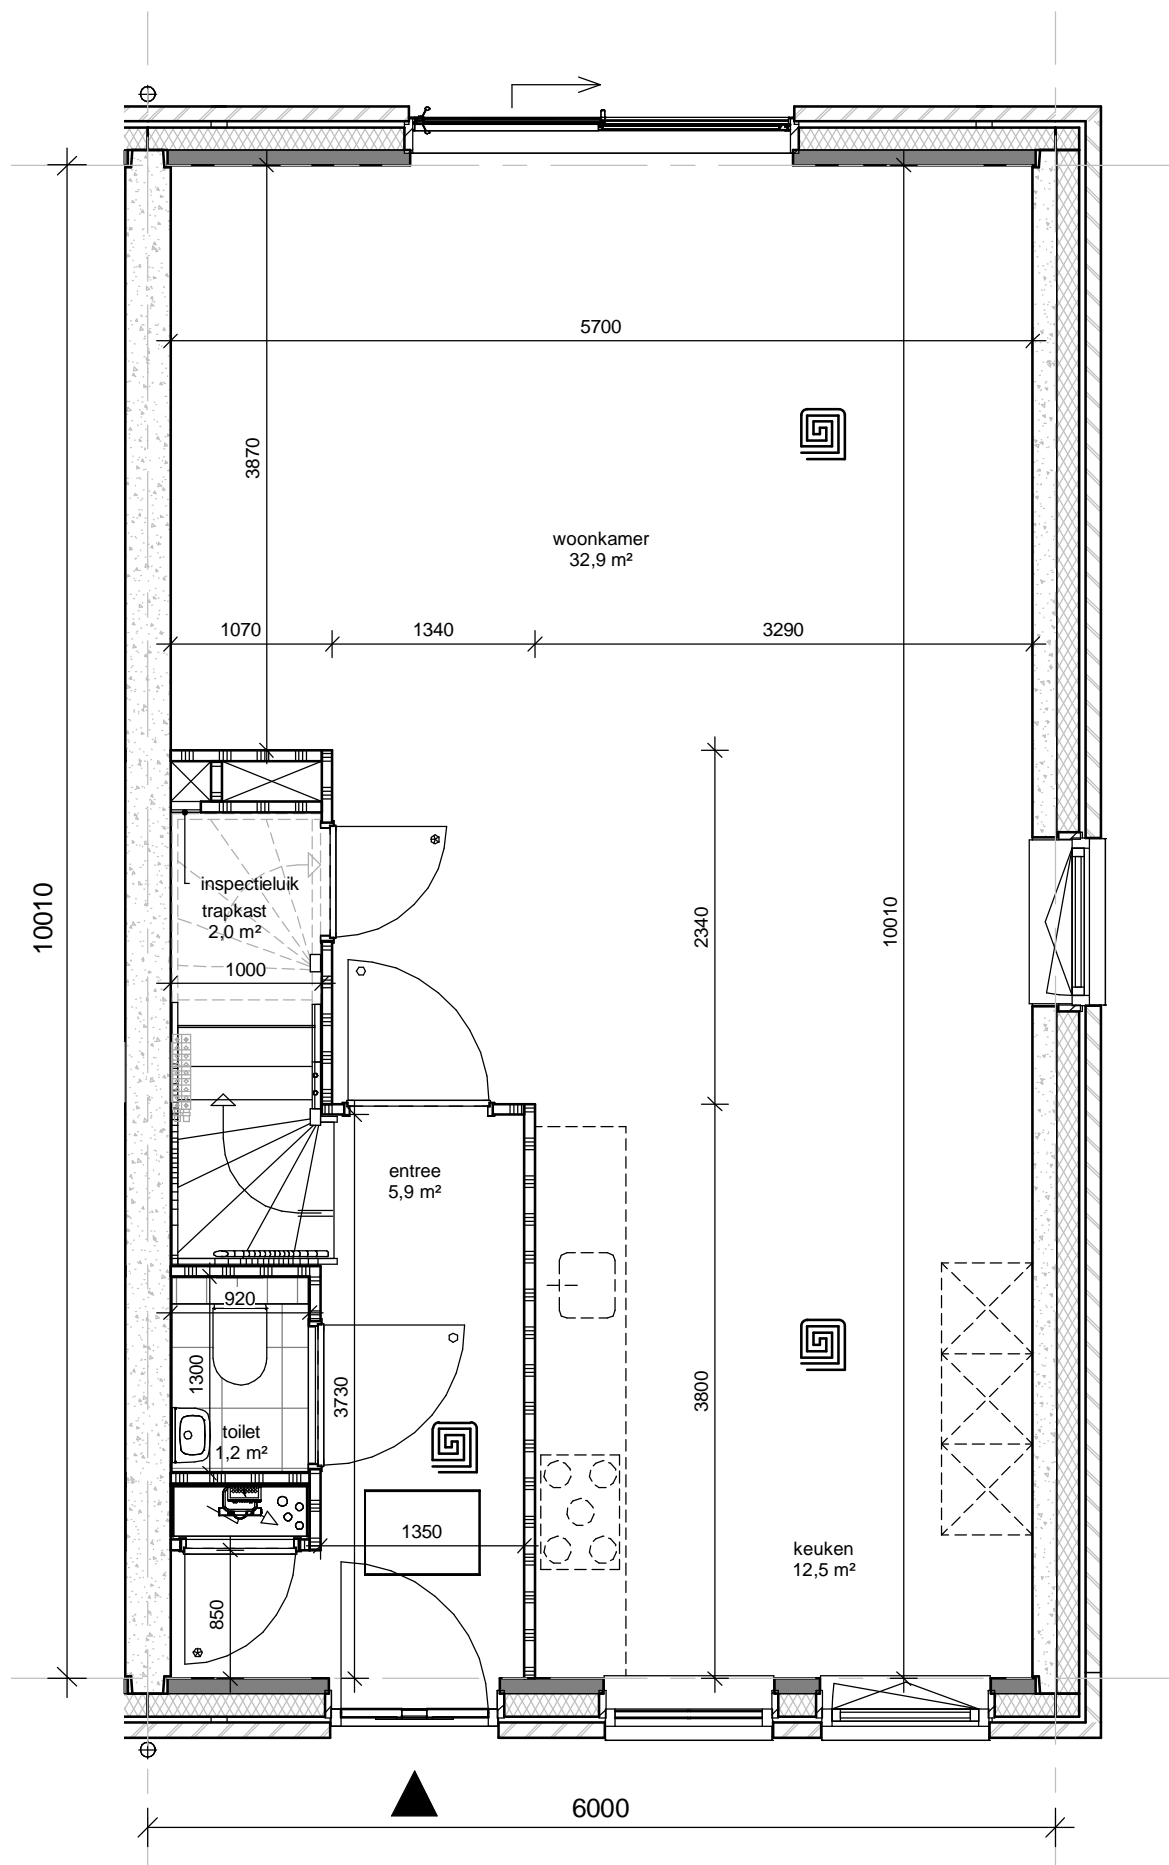 5700
3870
woonkamer
32,9 m²
1070
1340
3290
10010
inspectieluik
trapkast
2,0 m²
2340
10010
1000
entree
5,9 m²
920
1300
3730
3800
toilet
1,2 m²
1350
keuken
12,5 m²
850
6000